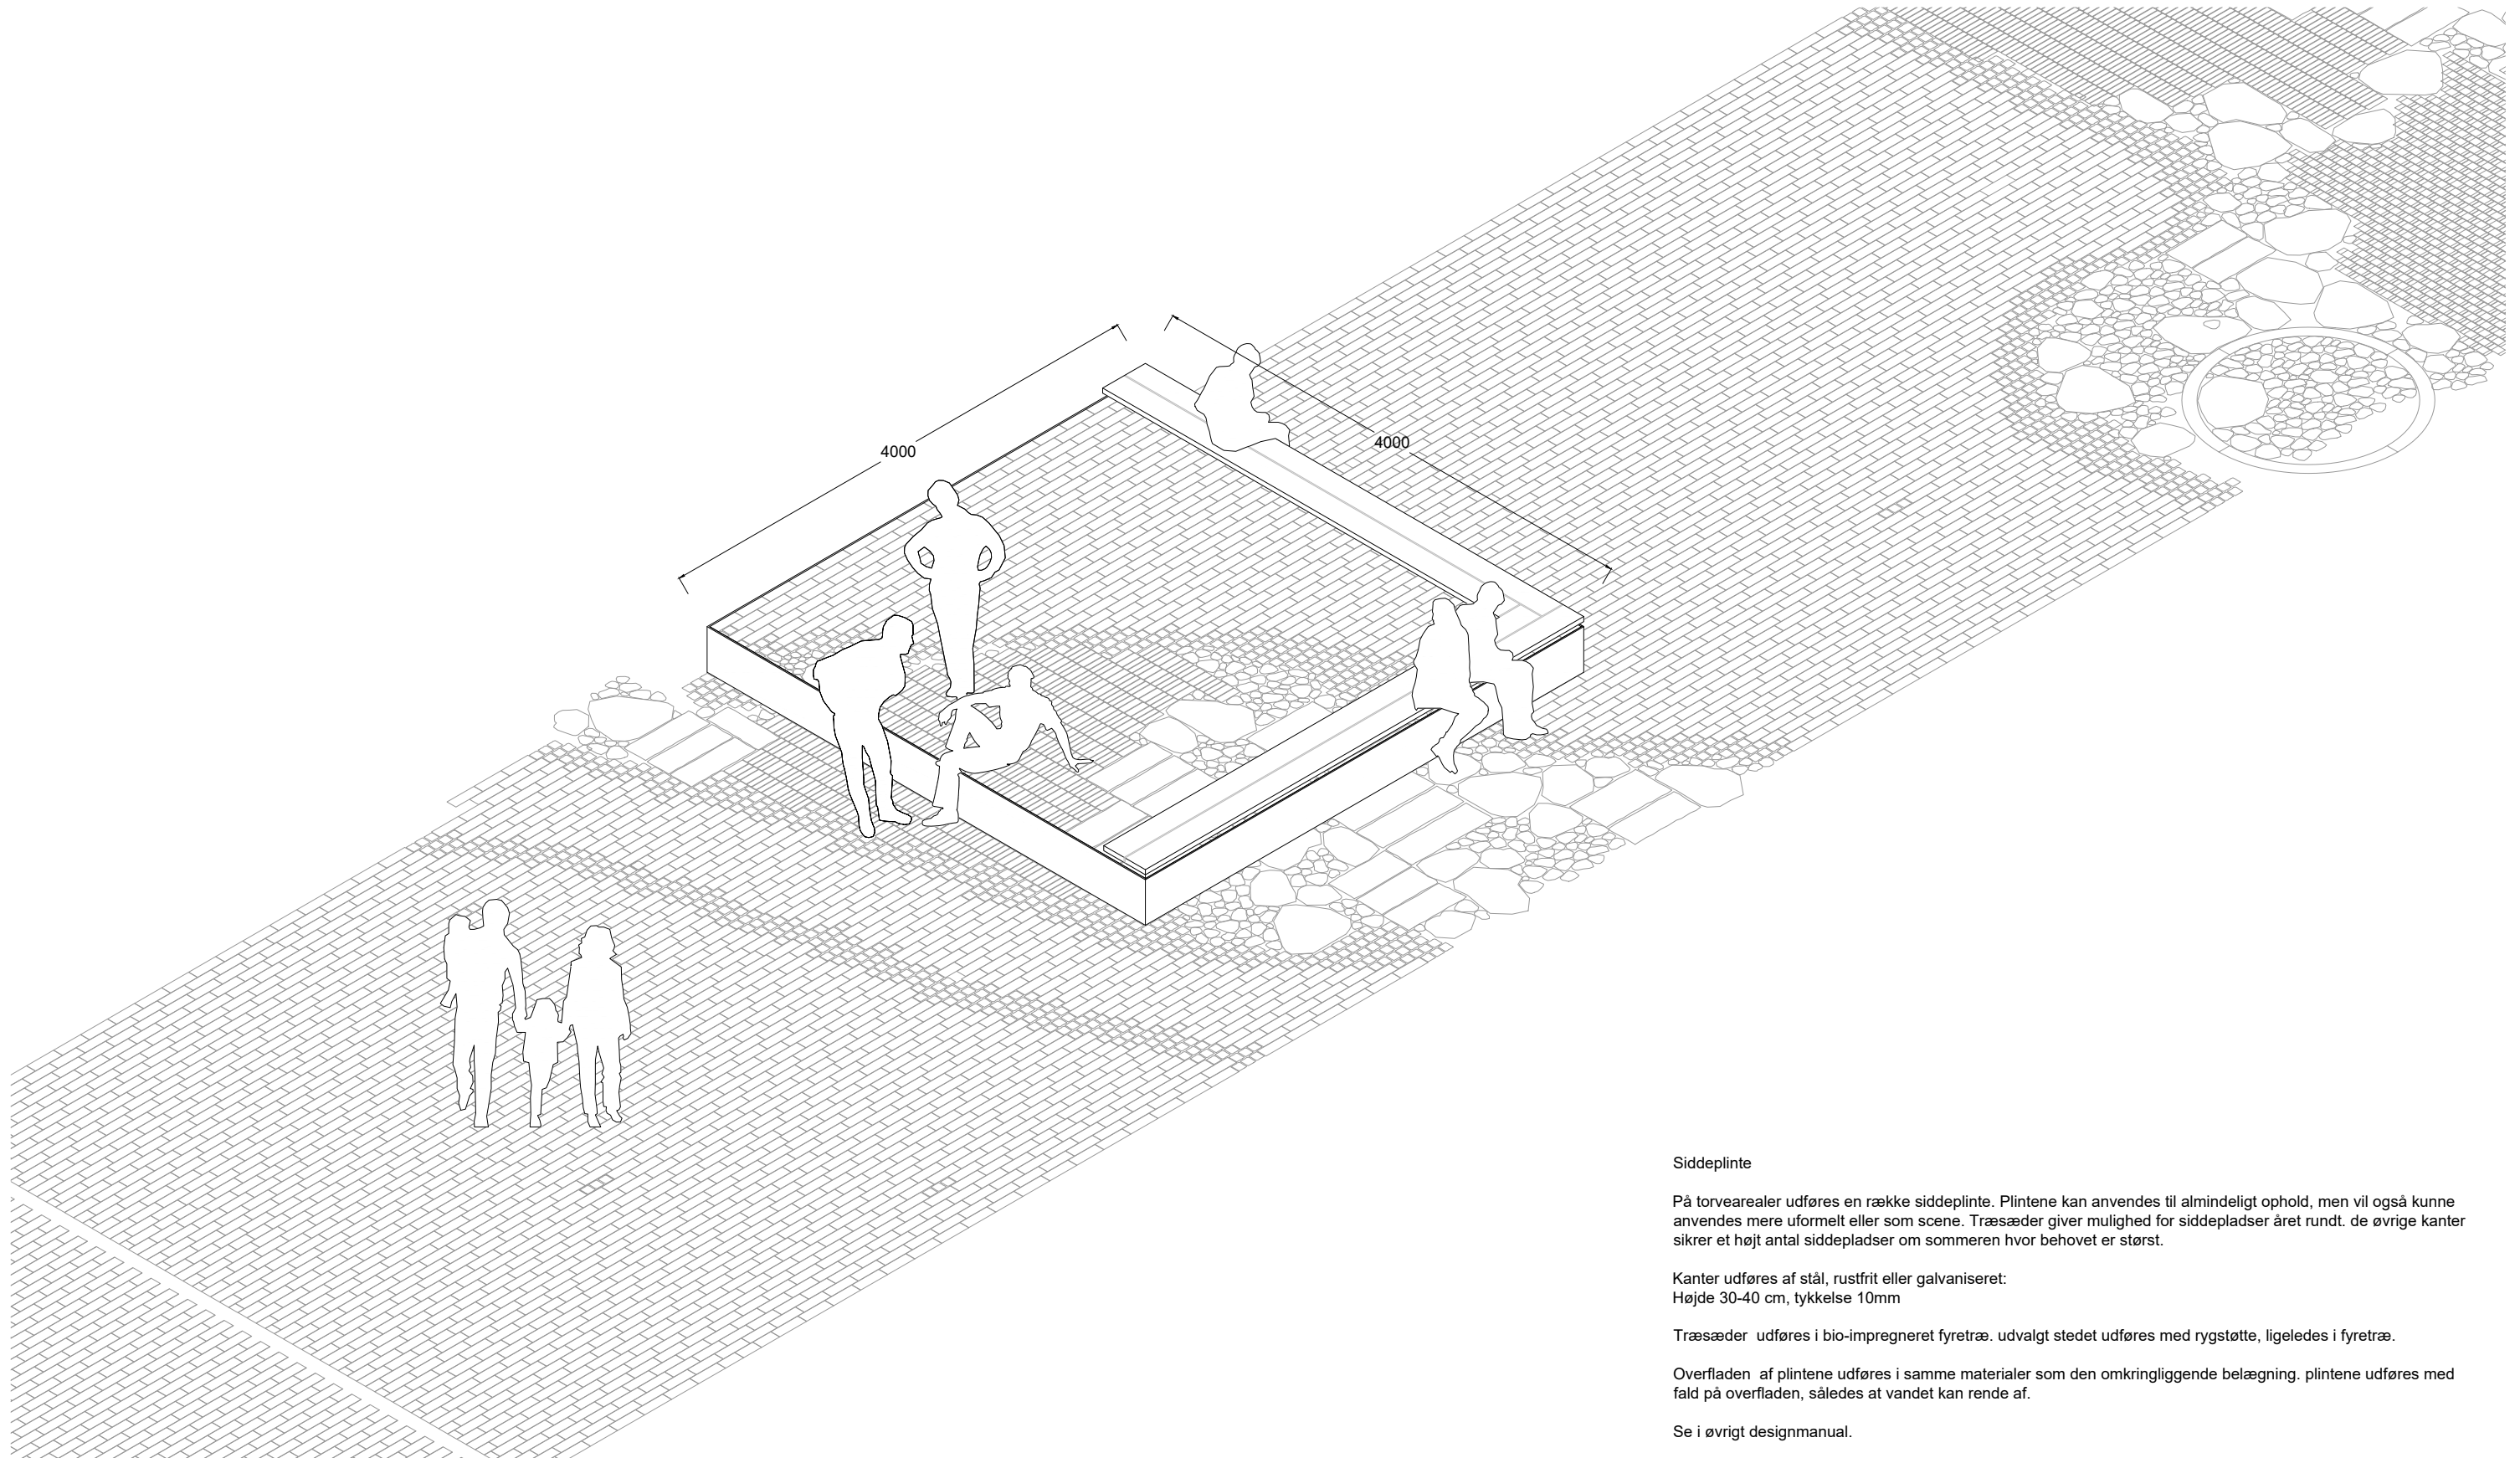 4000
4000
Siddeplinte
På torvearealer udføres en række siddeplinte. Plintene kan anvendes til almindeligt ophold, men vil også kunne
anvendes mere uformelt eller som scene. Træsæder giver mulighed for siddepladser året rundt. de øvrige kanter
sikrer et højt antal siddepladser om sommeren hvor behovet er størst.
Kanter udføres af stål, rustfrit eller galvaniseret:
Højde 30-40 cm, tykkelse 10mm
Træsæder  udføres i bio-impregneret fyretræ. udvalgt stedet udføres med rygstøtte, ligeledes i fyretræ.
Overfladen  af plintene udføres i samme materialer som den omkringliggende belægning. plintene udføres med
fald på overfladen, således at vandet kan rende af.
Se i øvrigt designmanual.